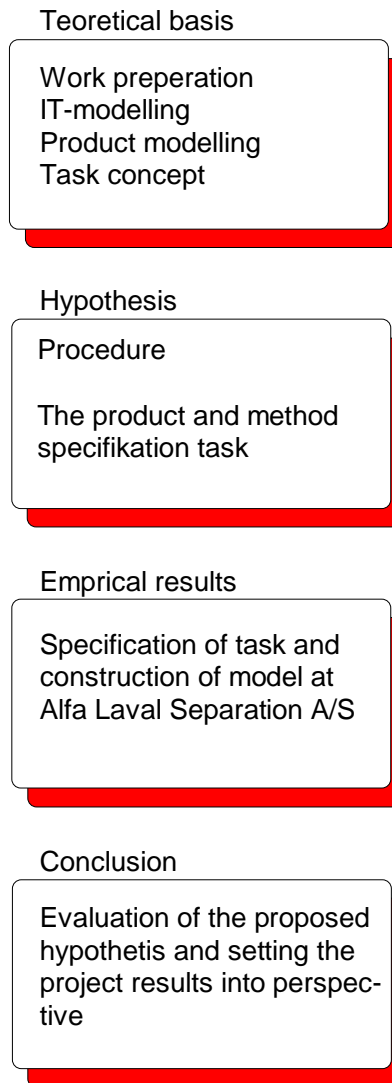 Teoretical basis
Work preperation
IT-modelling
Product modelling
Task concept
Hypothesis
Procedure
The product and method
specifikation task
Emprical results
Specification of task and
construction of model at
Alfa Laval Separation A/S
Conclusion
Evaluation of the proposed
hypothetis and setting the
project results into perspec-
tive